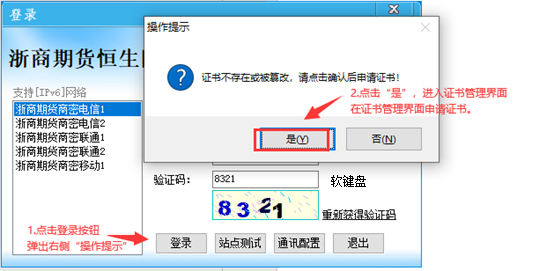 登录
浙商期货恒生
支持[IPv6]网络
浙商期货商密电信1
浙商期货商密电信2
浙商期货商密联通1
浙商期货商密联通2
浙商期货商密移动1
操作提示
证书不存在或被篡改，请点击确认后申请证书！
2.点击“是”，进入证书管理界面
在证书管理界面申请证书。
是(Y)
否(N)
验证码：
8321
软键盘
8321
重新获得验证码
1.点击登录按钮
弹出右侧“操作提示”
登录
站点测试
通讯配置
退出